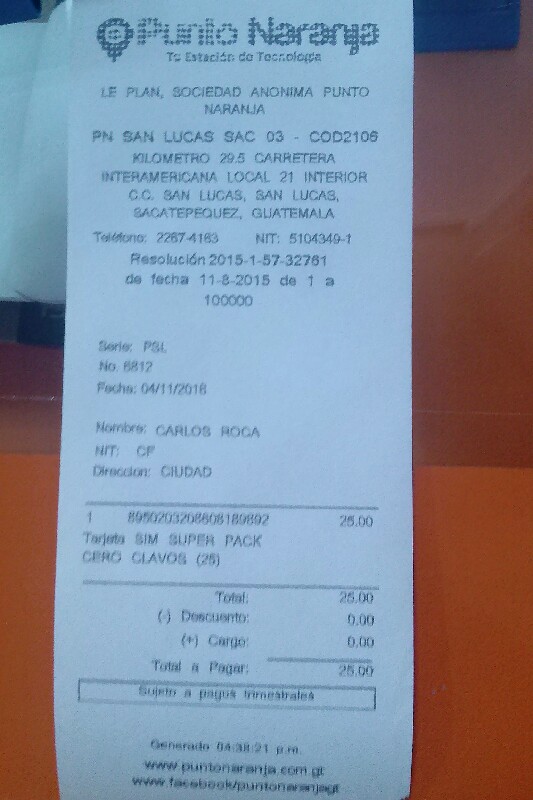 Punto Naranja
Tu Estación de Tecnología
LE PLAN, SOCIEDAD ANONIMA PUNTO
NARANJA
PN SAN LUCAS SAC 03 - COD2106
KILOMETRO 29.5 CARRETERA
INTERAMERICANA LOCAL 21 INTERIOR
C.C. SAN LUCAS, SAN LUCAS,
SACATEPEQUEZ, GUATEMALA
Teléfono: 2267-4163 NIT: 5104349-1
Resolución 2015-1-57-32761
de fecha 11-8-2015 de 1 a
100000
Serie: PSL
No. 6812
Fecha: 04/11/2016
Nombre: CARLOS ROCA
NIT: CF
Direccion: CIUDAD
1 8950203208608189892 25.00
Tarjeta SIM SUPER PACK
CERO CLAVOS (25)
Total: 25.00
(-) Descuento: 0.00
(+) Cargo: 0.00
Total a Pagar: 25.00
Sujeto a pagos trimestrales
Generado 04:38:21 p.m.
www.puntonaranja.com.gt
www.facebook/puntonaranjagt